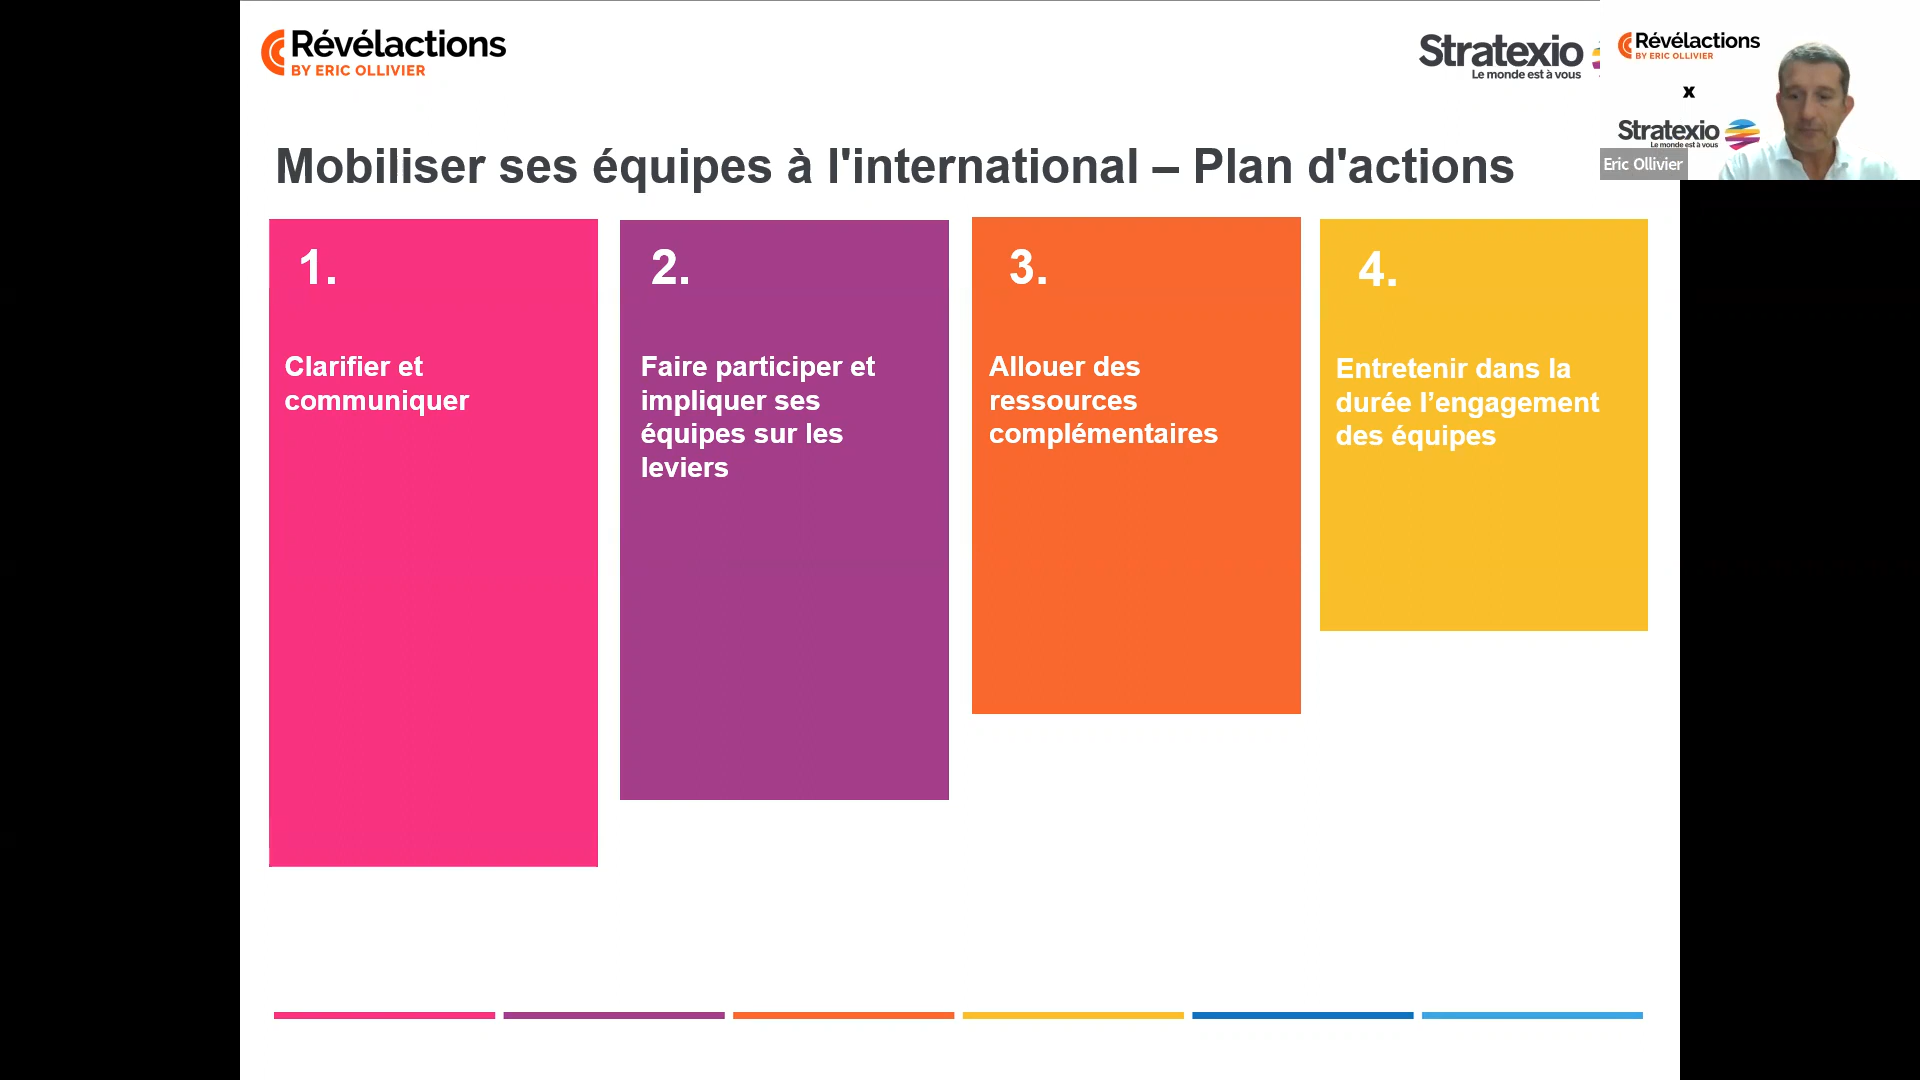 Révélactions
BY ERIC OLLIVIER
Stratexio
Le monde est à vous
Révélactions
BY ERIC OLLIVIER
x
Stratexio
Le monde est à vous
Eric Ollivier
Mobiliser ses équipes à l'international – Plan d'actions
1.
Clarifier et
communiquer
2.
Faire participer et
impliquer ses
équipes sur les
leviers
3.
Allouer des
ressources
complémentaires
4.
Entretenir dans la
durée l’engagement
des équipes